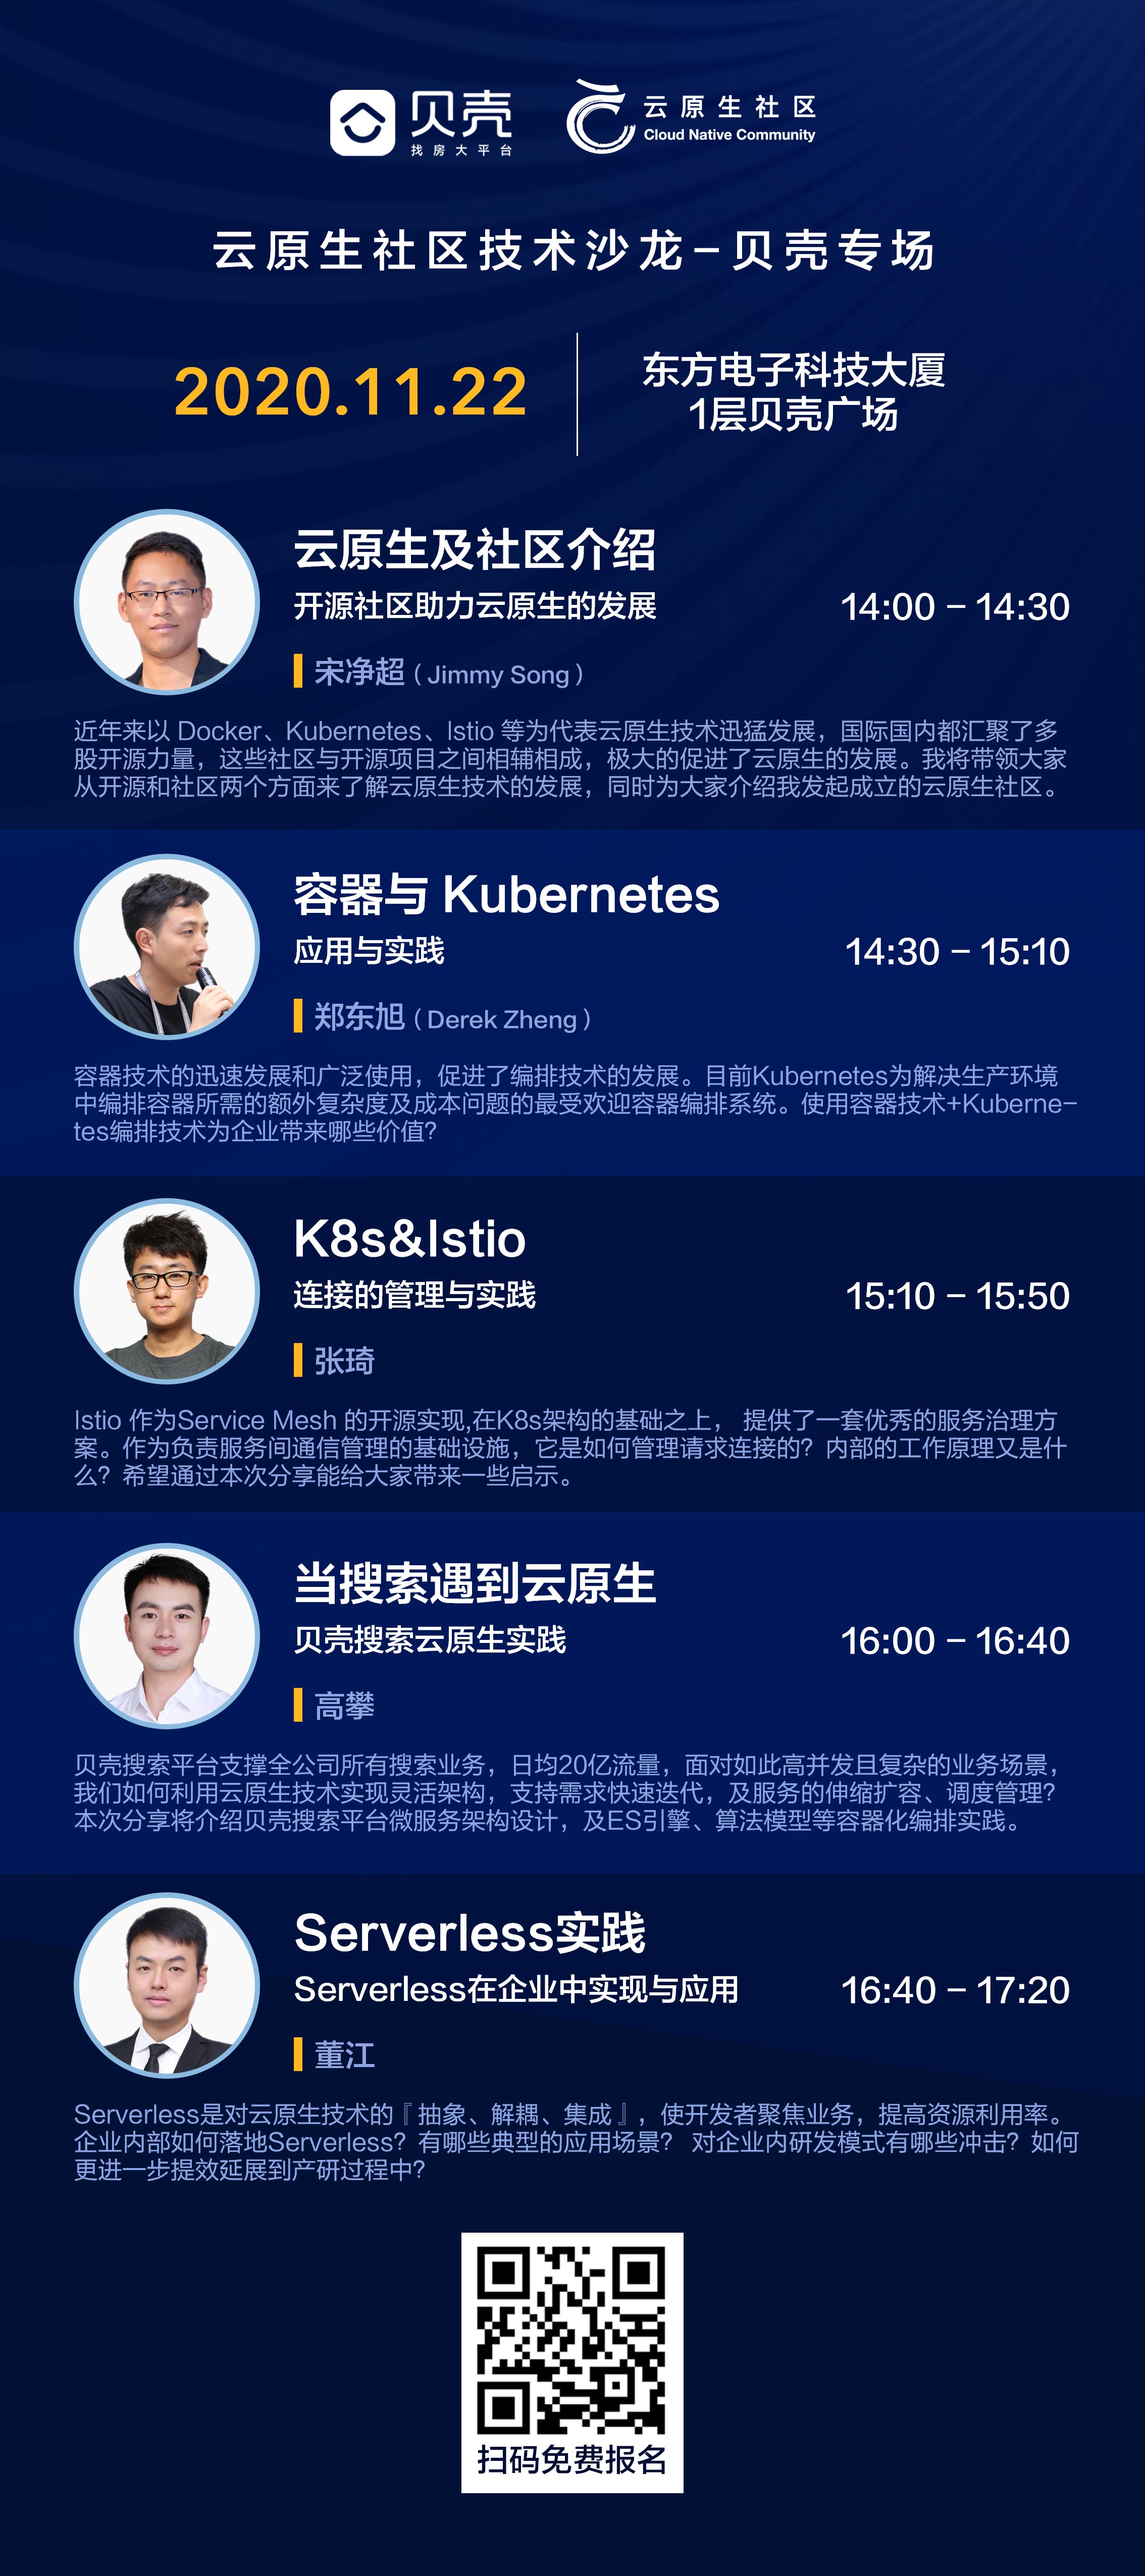 贝壳
找房大平台
云原生社区
Cloud Native Community
云原生社区技术沙龙-贝壳专场
2020.11.22
东方电子科技大厦
1层贝壳广场
云原生及社区介绍
开源社区助力云原生的发展
14:00 - 14:30
宋净超（Jimmy Song）
近年来以 Docker、Kubernetes、Istio 等为代表云原生技术迅猛发展，国际国内都汇聚了多
股开源力量，这些社区与开源项目之间相辅相成，极大的促进了云原生的发展。我将带领大家
从开源和社区两个方面来了解云原生技术的发展，同时为大家介绍我发起成立的云原生社区。
容器与 Kubernetes
应用与实践
14:30 - 15:10
郑东旭（Derek Zheng）
容器技术的迅速发展和广泛使用，促进了编排技术的发展。目前Kubernetes为解决生产环境
中编排容器所需的额外复杂度及成本问题的最受欢迎容器编排系统。使用容器技术+Kuberne-
tes编排技术为企业带来哪些价值？
K8s&Istio
连接的管理与实践
15:10 - 15:50
张琦
Istio 作为Service Mesh 的开源实现,在K8s架构的基础之上， 提供了一套优秀的服务治理方
案。作为负责服务间通信管理的基础设施，它是如何管理请求连接的？内部的工作原理又是什
么？希望通过本次分享能给大家带来一些启示。
当搜索遇到云原生
贝壳搜索云原生实践
16:00 - 16:40
高攀
贝壳搜索平台支撑全公司所有搜索业务，日均20亿流量，面对如此高并发且复杂的业务场景，
我们如何利用云原生技术实现灵活架构，支持需求快速迭代，及服务的伸缩扩容、调度管理？
本次分享将介绍贝壳搜索平台微服务架构设计，及ES引擎、算法模型等容器化编排实践。
Serverless实践
Serverless在企业中实现与应用
16:40 - 17:20
董江
Serverless是对云原生技术的『抽象、解耦、集成』，使开发者聚焦业务，提高资源利用率。
企业内部如何落地Serverless？有哪些典型的应用场景？ 对企业内研发模式有哪些冲击？如何
更进一步提效延展到产研过程中？
扫码免费报名